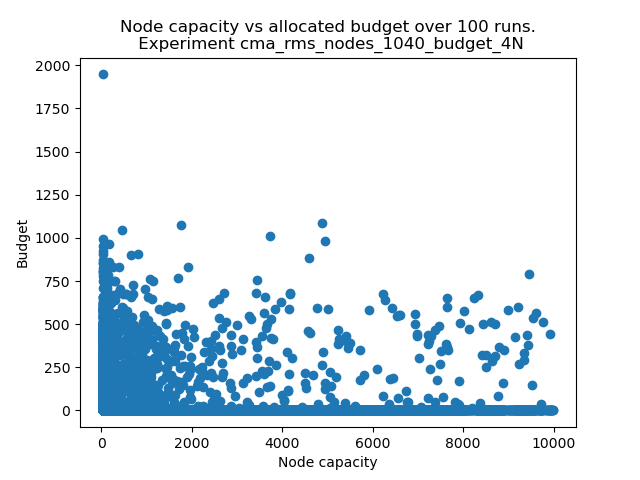 Node capacity vs allocated budget over 100 runs.
Experiment cma_rms_nodes_1040_budget_4N
2000
1750
1500
1250
1000
750
500
250
0
Budget
0 2000 4000 6000 8000 10000
Node capacity